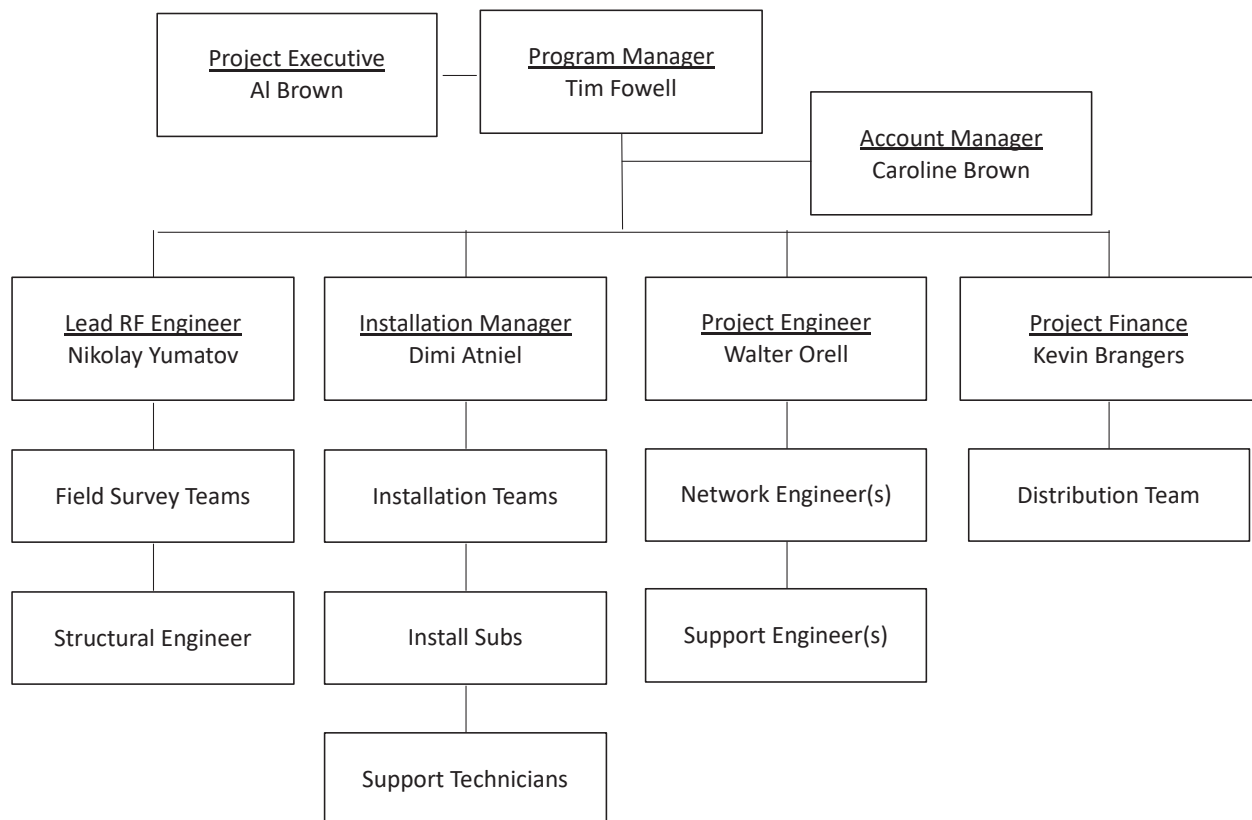 Project Executive
Al Brown
Program Manager
Tim Fowell
Account Manager
Caroline Brown
Lead RF Engineer
Nikolay Yumatov
Installation Manager
Dimi Atniel
Project Engineer
Walter Orell
Project Finance
Kevin Brangers
Field Survey Teams
Installation Teams
Network Engineer(s)
Distribution Team
Structural Engineer
Install Subs
Support Engineer(s)
Support Technicians